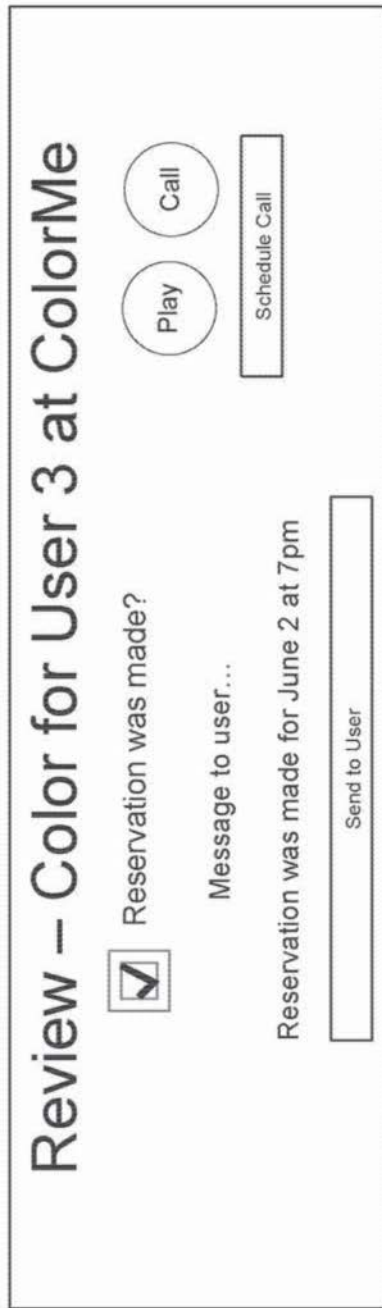 Review – Color for User 3 at ColorMe
Reservation was made?
Play
Call
Message to user...
Schedule Call
Reservation was made for June 2 at 7pm
Send to User